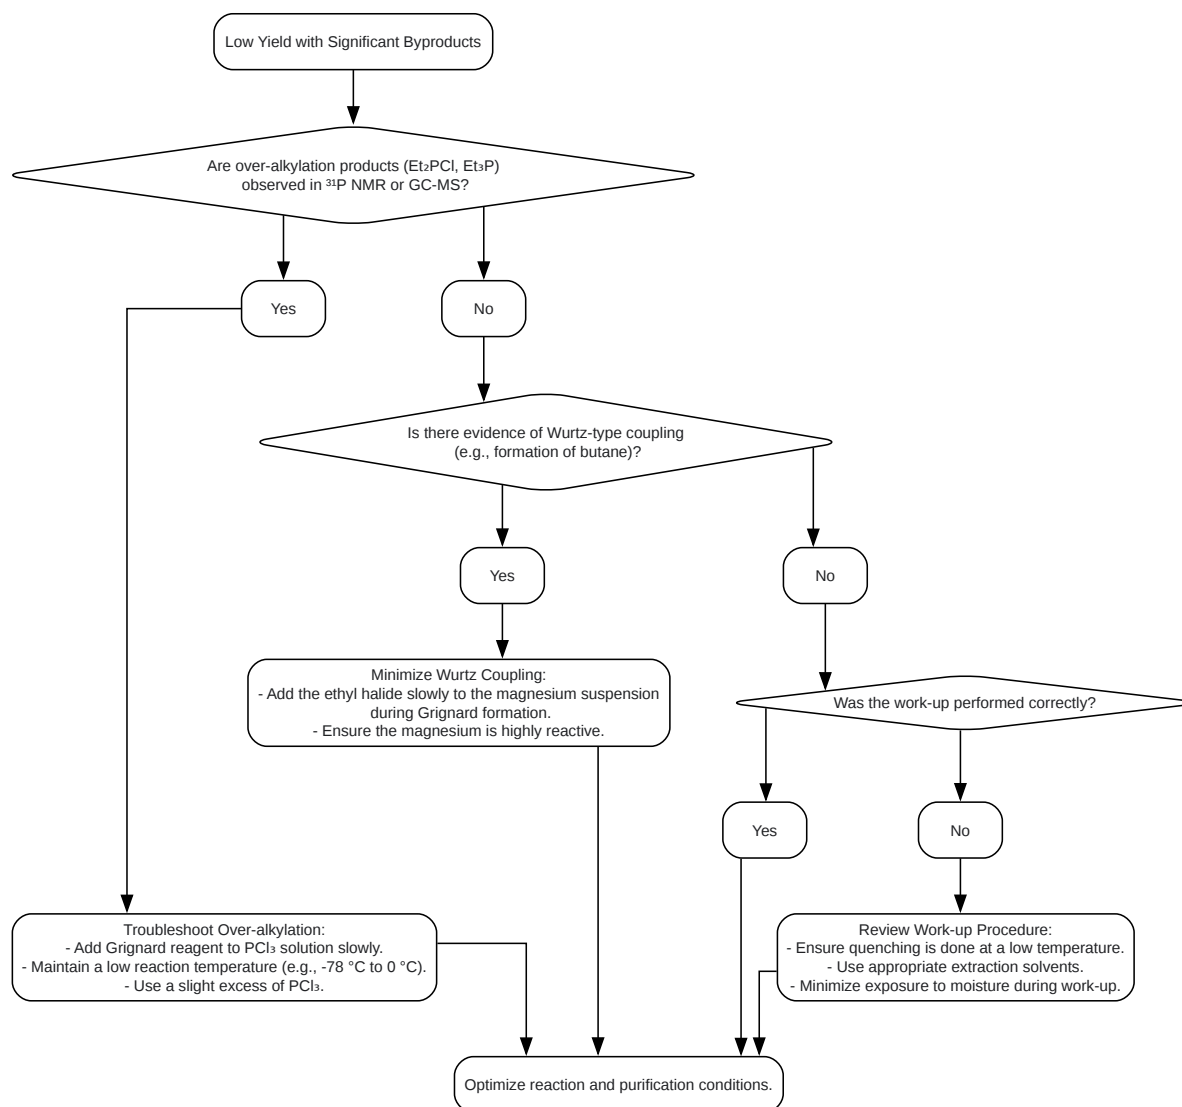 Low Yield with Significant Byproducts
Are over-alkylation products (Et₂PCl, Et₃P)
observed in ³¹P NMR or GC-MS?
Yes
No
Is there evidence of Wurtz-type coupling
(e.g., formation of butane)?
Yes
No
Minimize Wurtz Coupling:
- Add the ethyl halide slowly to the magnesium suspension
during Grignard formation.
- Ensure the magnesium is highly reactive.
Was the work-up performed correctly?
Yes
No
Troubleshoot Over-alkylation:
- Add Grignard reagent to PCl₃ solution slowly.
- Maintain a low reaction temperature (e.g., -78 °C to 0 °C).
- Use a slight excess of PCl₃.
Review Work-up Procedure:
- Ensure quenching is done at a low temperature.
- Use appropriate extraction solvents.
- Minimize exposure to moisture during work-up.
Optimize reaction and purification conditions.